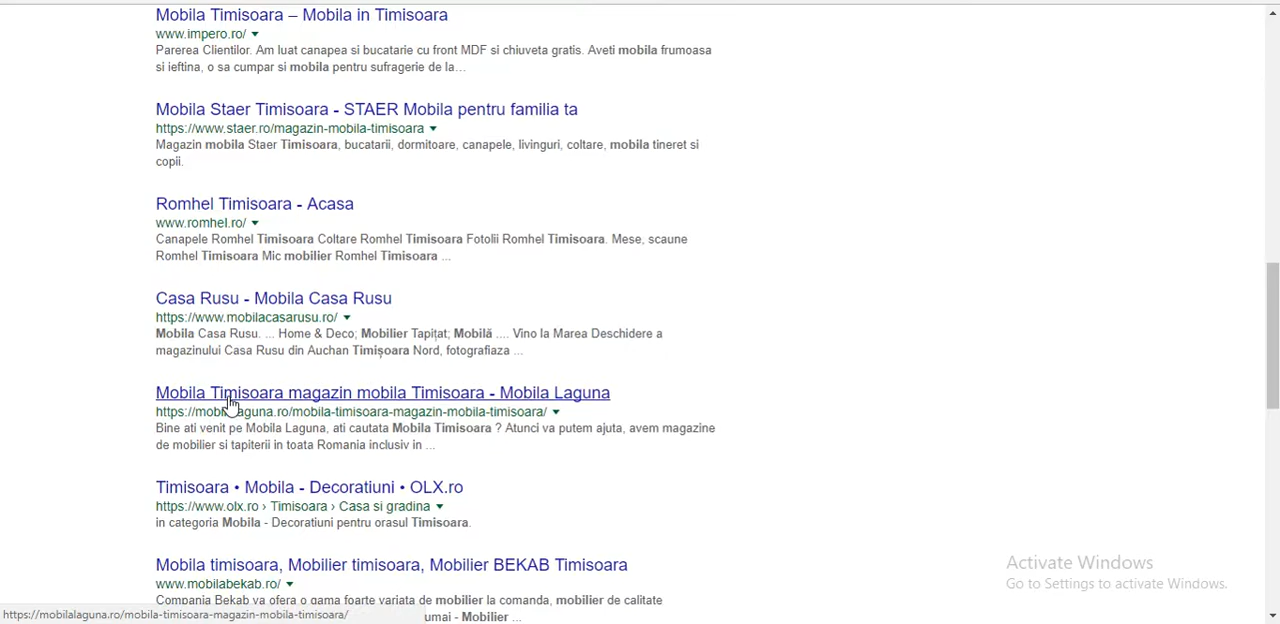 Mobila Timisoara – Mobila in Timisoara
www.impero.ro/
Parerea Clientilor. Am luat canapea si bucatarie cu front MDF si chiuveta gratis. Aveti mobila frumoasa
si ieftina, o sa cumpar si mobila pentru sufragerie de la...
Mobila Staer Timisoara - STAER Mobila pentru familia ta
https://www.staer.ro/magazin-mobila-timisoara
Magazin mobila Staer Timisoara, bucatarii, dormitoare, canapele, livinguri, coltare, mobila tineret si
copii.
Romhel Timisoara - Acasa
www.romhel.ro/
Canapele Romhel Timisoara Coltare Romhel Timisoara Fotolii Romhel Timisoara. Mese, scaune
Romhel Timisoara Mic mobilier Romhel Timisoara ...
Casa Rusu - Mobila Casa Rusu
https://www.mobilacasarusu.ro/
Mobila Casa Rusu. ... Home & Deco; Mobilier Tapițat; Mobilă .... Vino la Marea Deschidere a
magazinului Casa Rusu din Auchan Timișoara Nord, fotografiaza ...
Mobila Timisoara magazin mobila Timisoara - Mobila Laguna
https://mobilalaguna.ro/mobila-timisoara-magazin-mobila-timisoara/
Bine ati venit pe Mobila Laguna, ati cautata Mobila Timisoara ? Atunci va putem ajuta, avem magazine
de mobilier si tapiterii in toata Romania inclusiv in ...
Timisoara • Mobila - Decoratiuni • OLX.ro
https://www.olx.ro › Timisoara › Casa si gradina
in categoria Mobila - Decoratiuni pentru orasul Timisoara.
Mobila timisoara, Mobilier timisoara, Mobilier BEKAB Timisoara
www.mobilabekab.ro/
Compania Bekab va ofera o gama foarte variata de mobilier la comanda, mobilier de calitate
umai - Mobilier ...
https://mobilalaguna.ro/mobila-timisoara-magazin-mobila-timisoara/
Activate Windows
Go to Settings to activate Windows.